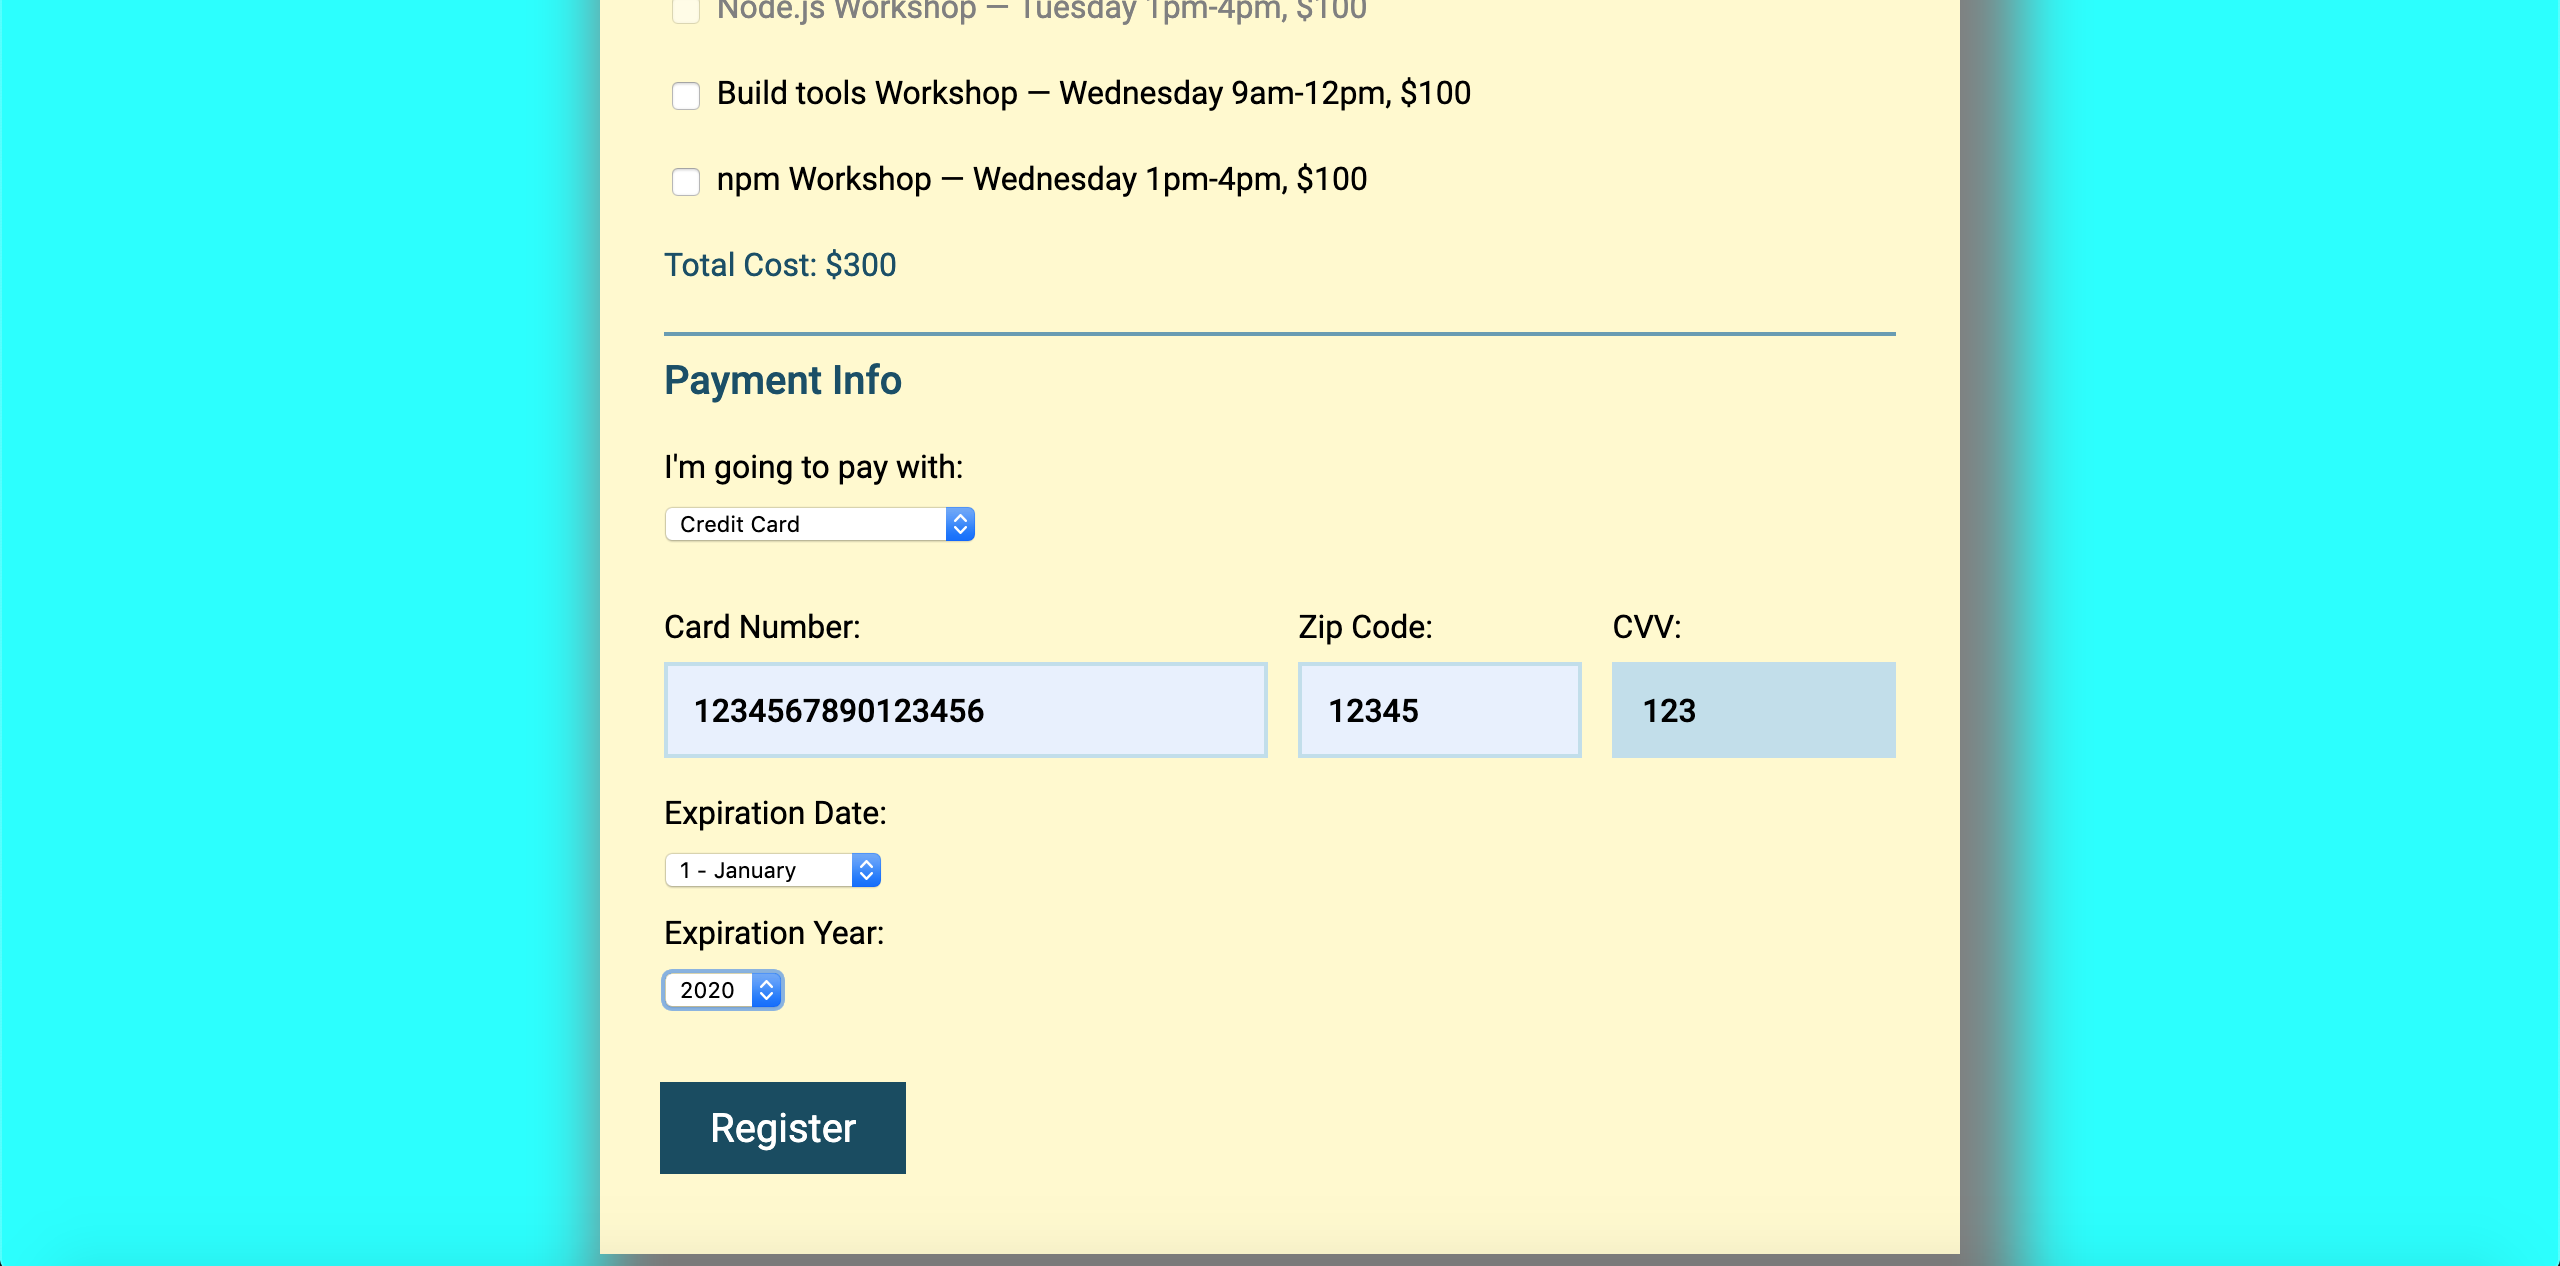 Node.js Workshop — Tuesday 1pm-4pm, $100
Build tools Workshop — Wednesday 9am-12pm, $100
npm Workshop — Wednesday 1pm-4pm, $100
Total Cost: $300
Payment Info
I'm going to pay with:
Credit Card
Card Number: Zip Code: CVV:
1234567890123456 12345 123
Expiration Date:
1 - January
Expiration Year:
2020
Register